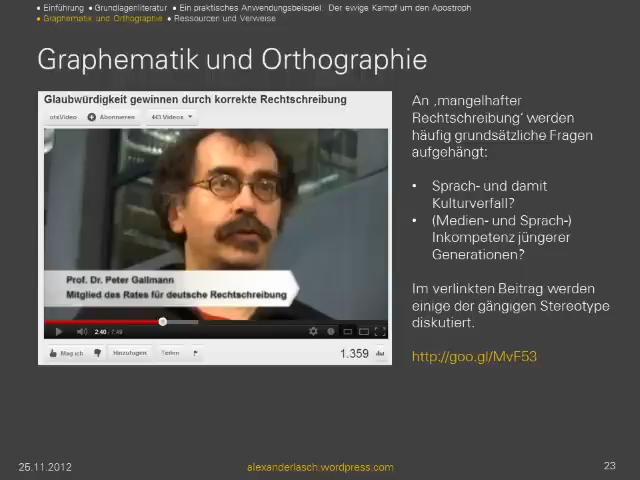 • Einführung • Grundlagenliteratur • Ein praktisches Anwendungsbeispiel: Der ewige Kampf um den Apostroph
• Graphematik und Orthographie • Ressourcen und Verweise
Graphematik und Orthographie
Glaubwürdigkeit gewinnen durch korrekte Rechtschreibung
otsVideo Abonnieren 443 Videos
Prof. Dr. Peter Gallmann
Mitglied des Rates für deutsche Rechtschreibung
2:40 / 7:49
Mag ich Hinzufügen Teilen 1.359
An ‚mangelhafter
Rechtschreibung‘ werden
häufig grundsätzliche Fragen
aufgehängt:
• Sprach- und damit
Kulturverfall?
• (Medien- und Sprach-)
Inkompetenz jüngerer
Generationen?
Im verlinkten Beitrag werden
einige der gängigen Stereotype
diskutiert.
http://goo.gl/MvF53
25.11.2012 alexanderlasch.wordpress.com 23